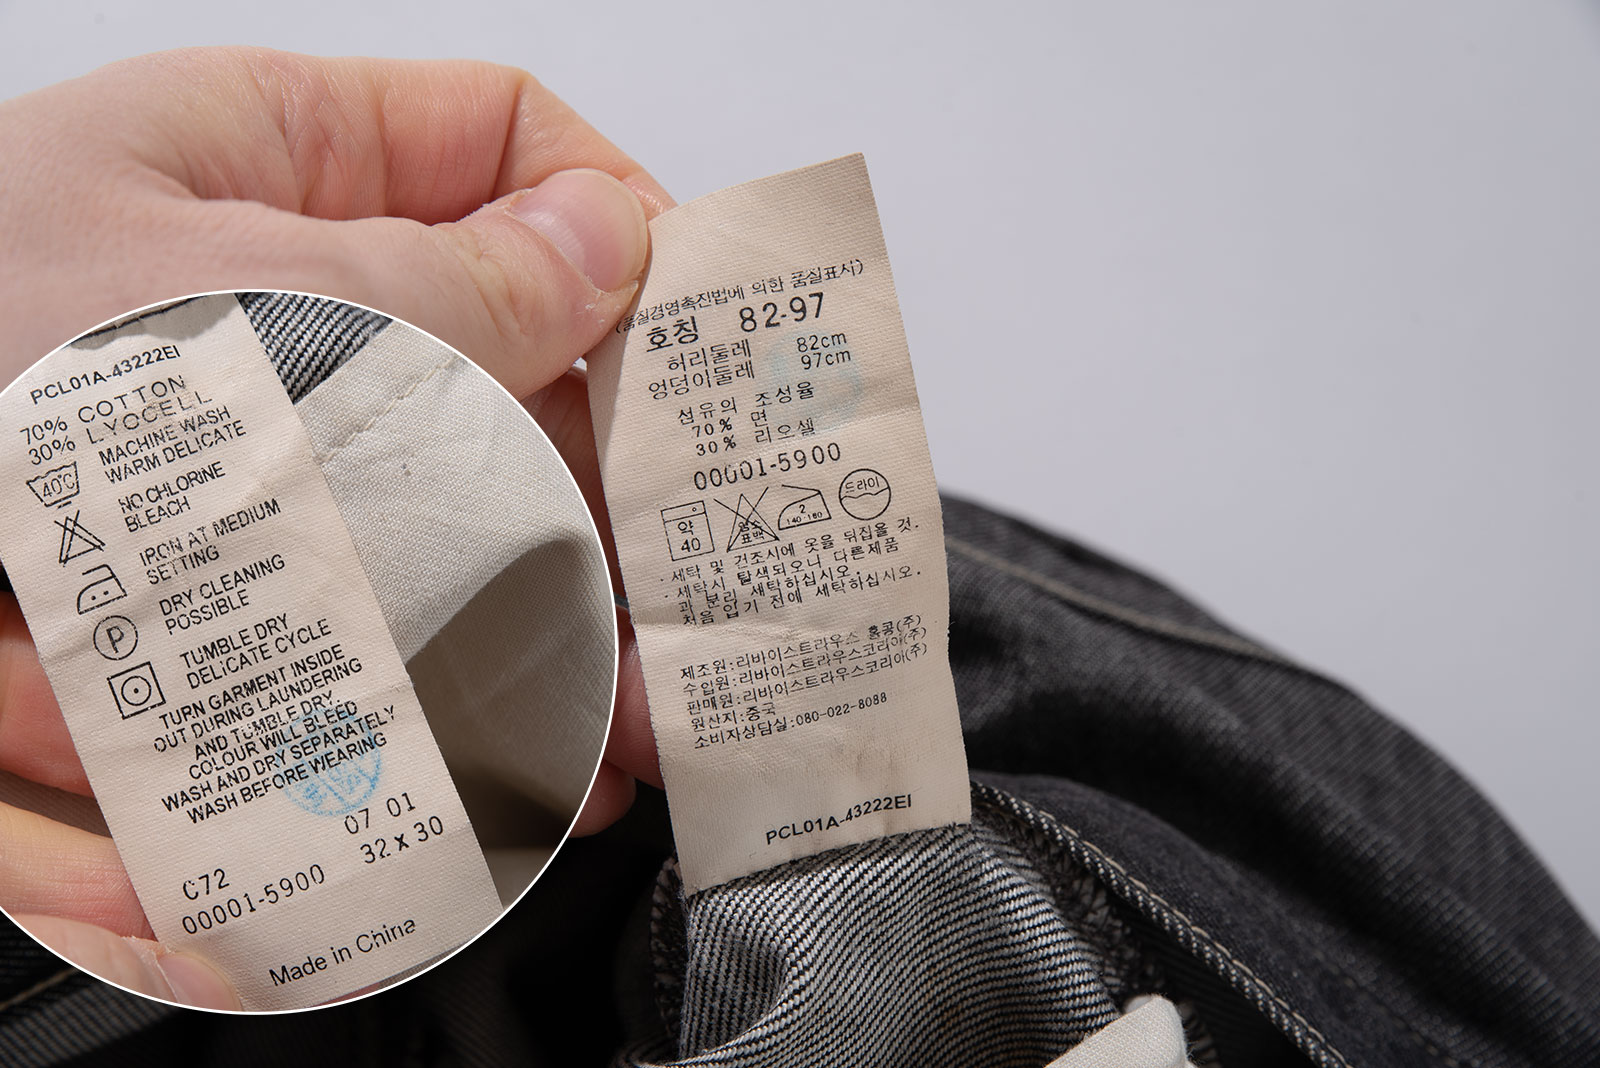 PCL01A-43222EI
70% COTTON
30% LYOCELL
40°C
MACHINE WASH
WARM DELICATE
NO CHLORINE
BLEACH
IRON AT MEDIUM
SETTING
P
DRY CLEANING
POSSIBLE
TUMBLE DRY
DELICATE CYCLE
TURN GARMENT INSIDE
OUT DURING LAUNDERING
AND TUMBLE DRY.
COLOUR WILL BLEED
WASH AND DRY SEPARATELY
WASH BEFORE WEARING
07 01
32 x 30
C72
00001-5900
Made in China
(품질경영촉진법에 의한 품질표시)
호칭 82-97
허리둘레 82cm
엉덩이둘레 97cm
섬유의 조성율
70% 면
30% 리오셀
00001-5900
약
40
염소
표백
2
140-160
드라이
·세탁 및 건조시에 옷을 뒤집을 것.
·세탁시 탈색되오니 다른제품
과 분리 세탁하십시오.
처음 입기 전에 세탁하십시오.
제조원:리바이스트라우스 홍콩(주)
수입원:리바이스트라우스코리아(주)
판매원:리바이스트라우스코리아(주)
원산지:중국
소비자상담실:080-022-8088
PCL01A-43222EI